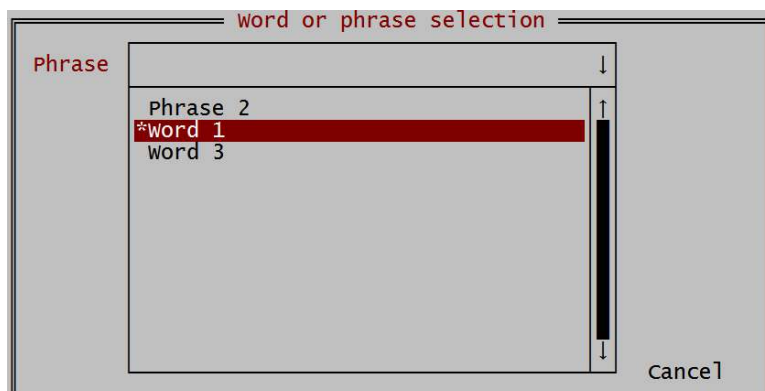 Word or phrase selection
Phrase ↓
Phrase 2 ↑
*Word 1
Word 3
↓
Cancel